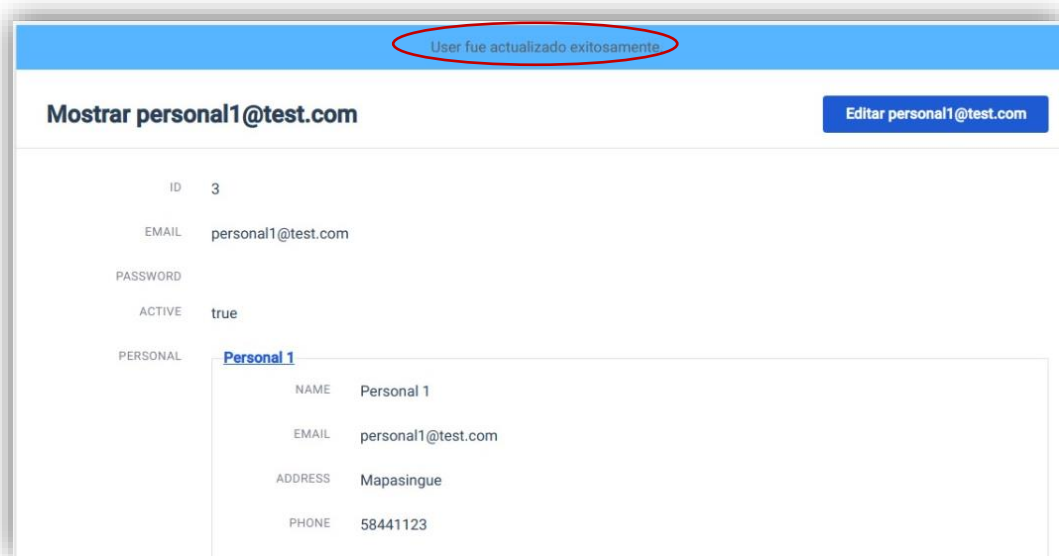 User fue actualizado exitosamente
Mostrar personal1@test.com
Editar personal1@test.com
ID 3
EMAIL personal1@test.com
PASSWORD
ACTIVE true
PERSONAL Personal 1
NAME Personal 1
EMAIL personal1@test.com
ADDRESS Mapasingue
PHONE 58441123